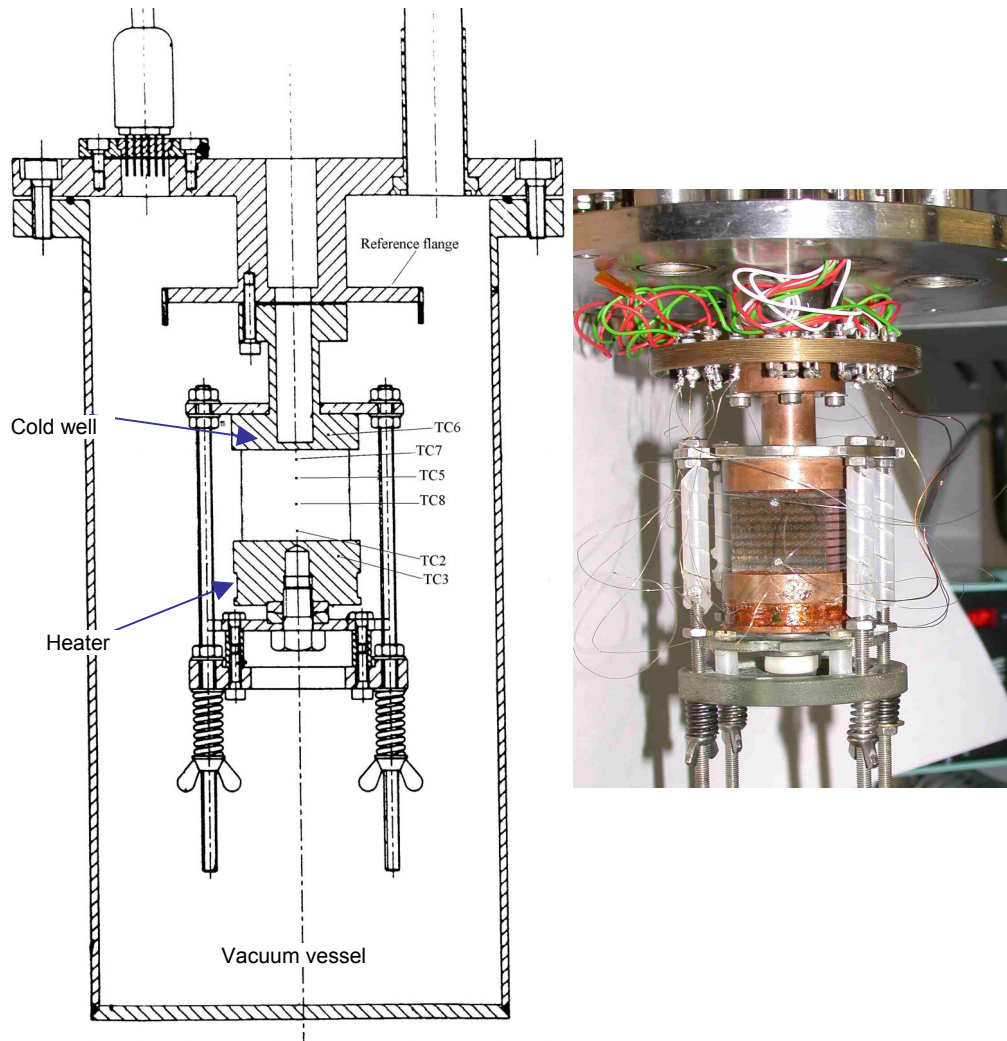 Reference flange
Cold well
TC6
TC7
TC5
TC8
TC2
TC3
Heater
Vacuum vessel